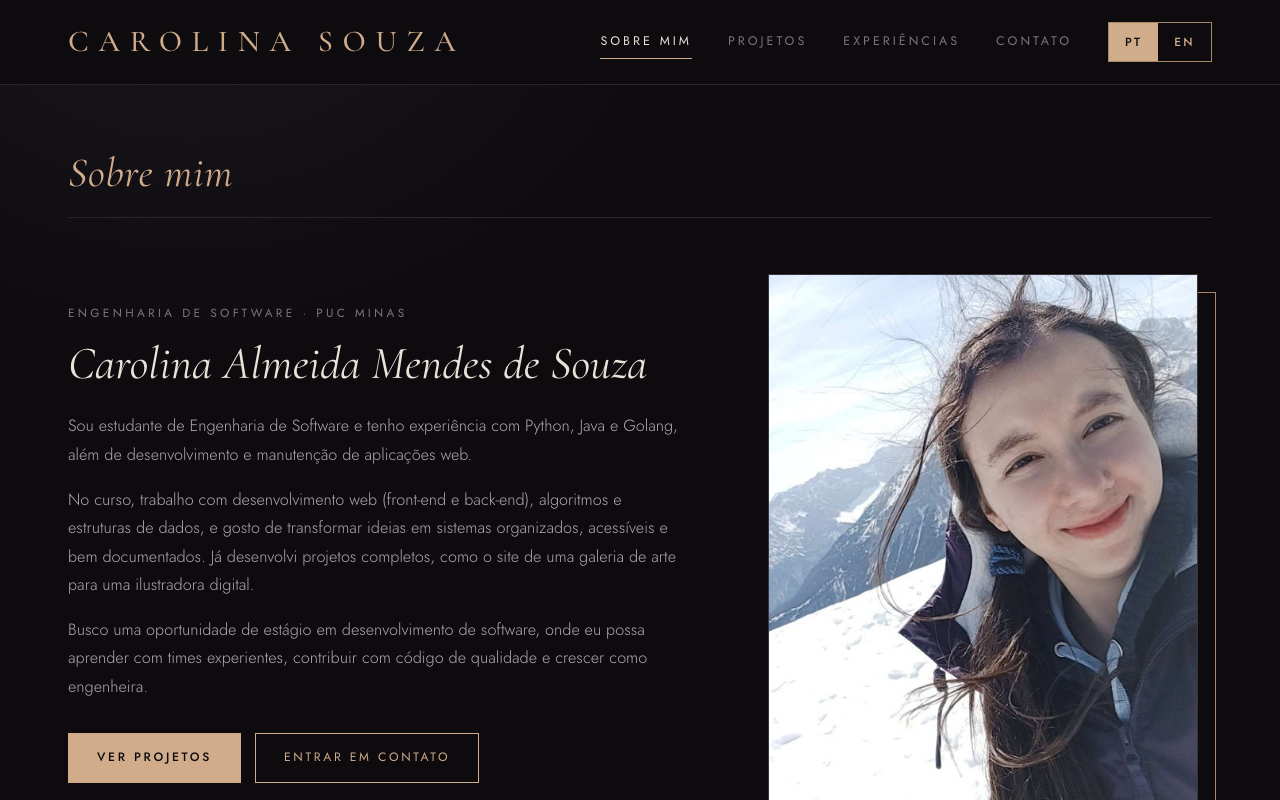 CAROLINA SOUZA
SOBRE MIM
PROJETOS
EXPERIÊNCIAS
CONTATO
PT
EN
Sobre mim
ENGENHARIA DE SOFTWARE · PUC MINAS
Carolina Almeida Mendes de Souza
Sou estudante de Engenharia de Software e tenho experiência com Python, Java e Golang,
além de desenvolvimento e manutenção de aplicações web.
No curso, trabalho com desenvolvimento web (front-end e back-end), algoritmos e
estruturas de dados, e gosto de transformar ideias em sistemas organizados, acessíveis e
bem documentados. Já desenvolvi projetos completos, como o site de uma galeria de arte
para uma ilustradora digital.
Busco uma oportunidade de estágio em desenvolvimento de software, onde eu possa
aprender com times experientes, contribuir com código de qualidade e crescer como
engenheira.
VER PROJETOS
ENTRAR EM CONTATO